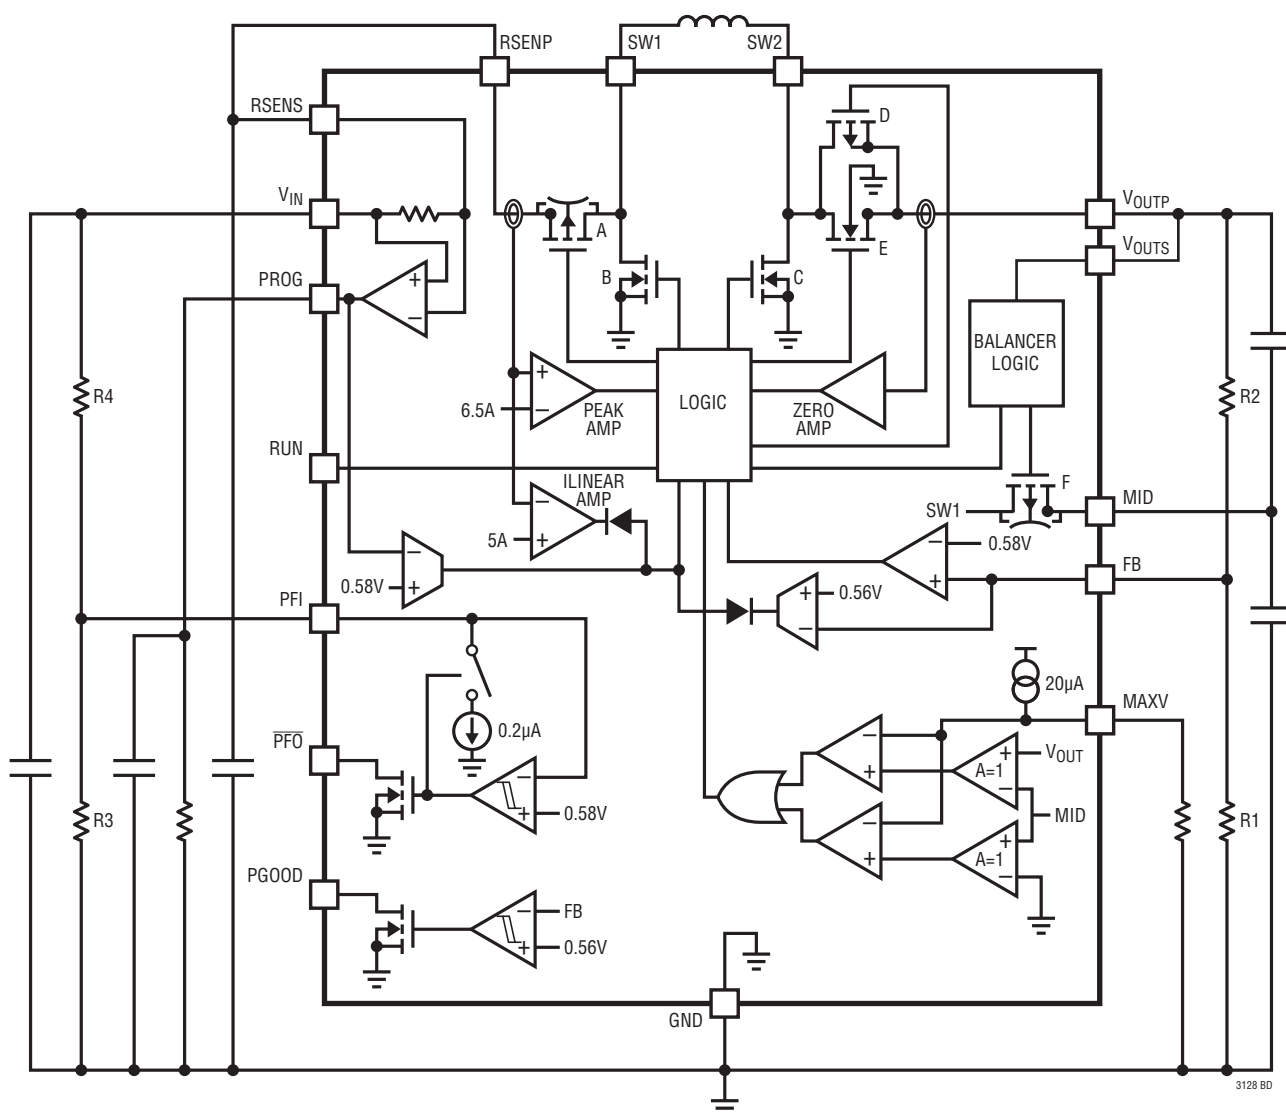 RSENP
SW1
SW2
RSENS
D
VIN
VOUTP
A
E
VOUTS
PROG
+
−
B
C
BALANCER
LOGIC
R4
+
−
6.5A
PEAK
AMP
LOGIC
ZERO
AMP
R2
RUN
ILINEAR
AMP
−
+
5A
F
SW1
MID
−
+
0.58V
−
+
0.58V
FB
PFI
+
−
0.56V
20µA
MAXV
0.2µA
PFO
−
+
0.58V
−
+
A=1
+
−
VOUT
MID
R3
−
+
A=1
+
−
R1
PGOOD
−
+
FB
0.56V
GND
3128 BD